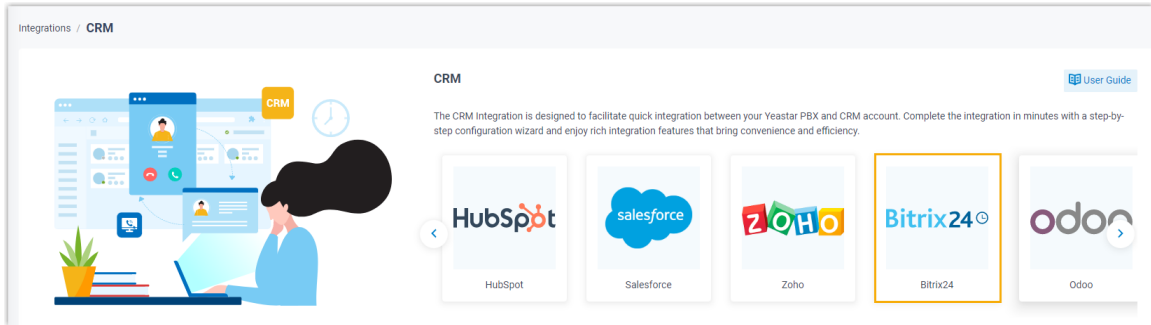 Integrations / CRM
CRM
CRM
User Guide
The CRM Integration is designed to facilitate quick integration between your Yeastar PBX and CRM account. Complete the integration in minutes with a step-by-
step configuration wizard and enjoy rich integration features that bring convenience and efficiency.
HubSpot
salesforce
ZOHO
Bitrix24
odoo
HubSpot
Salesforce
Zoho
Bitrix24
Odoo